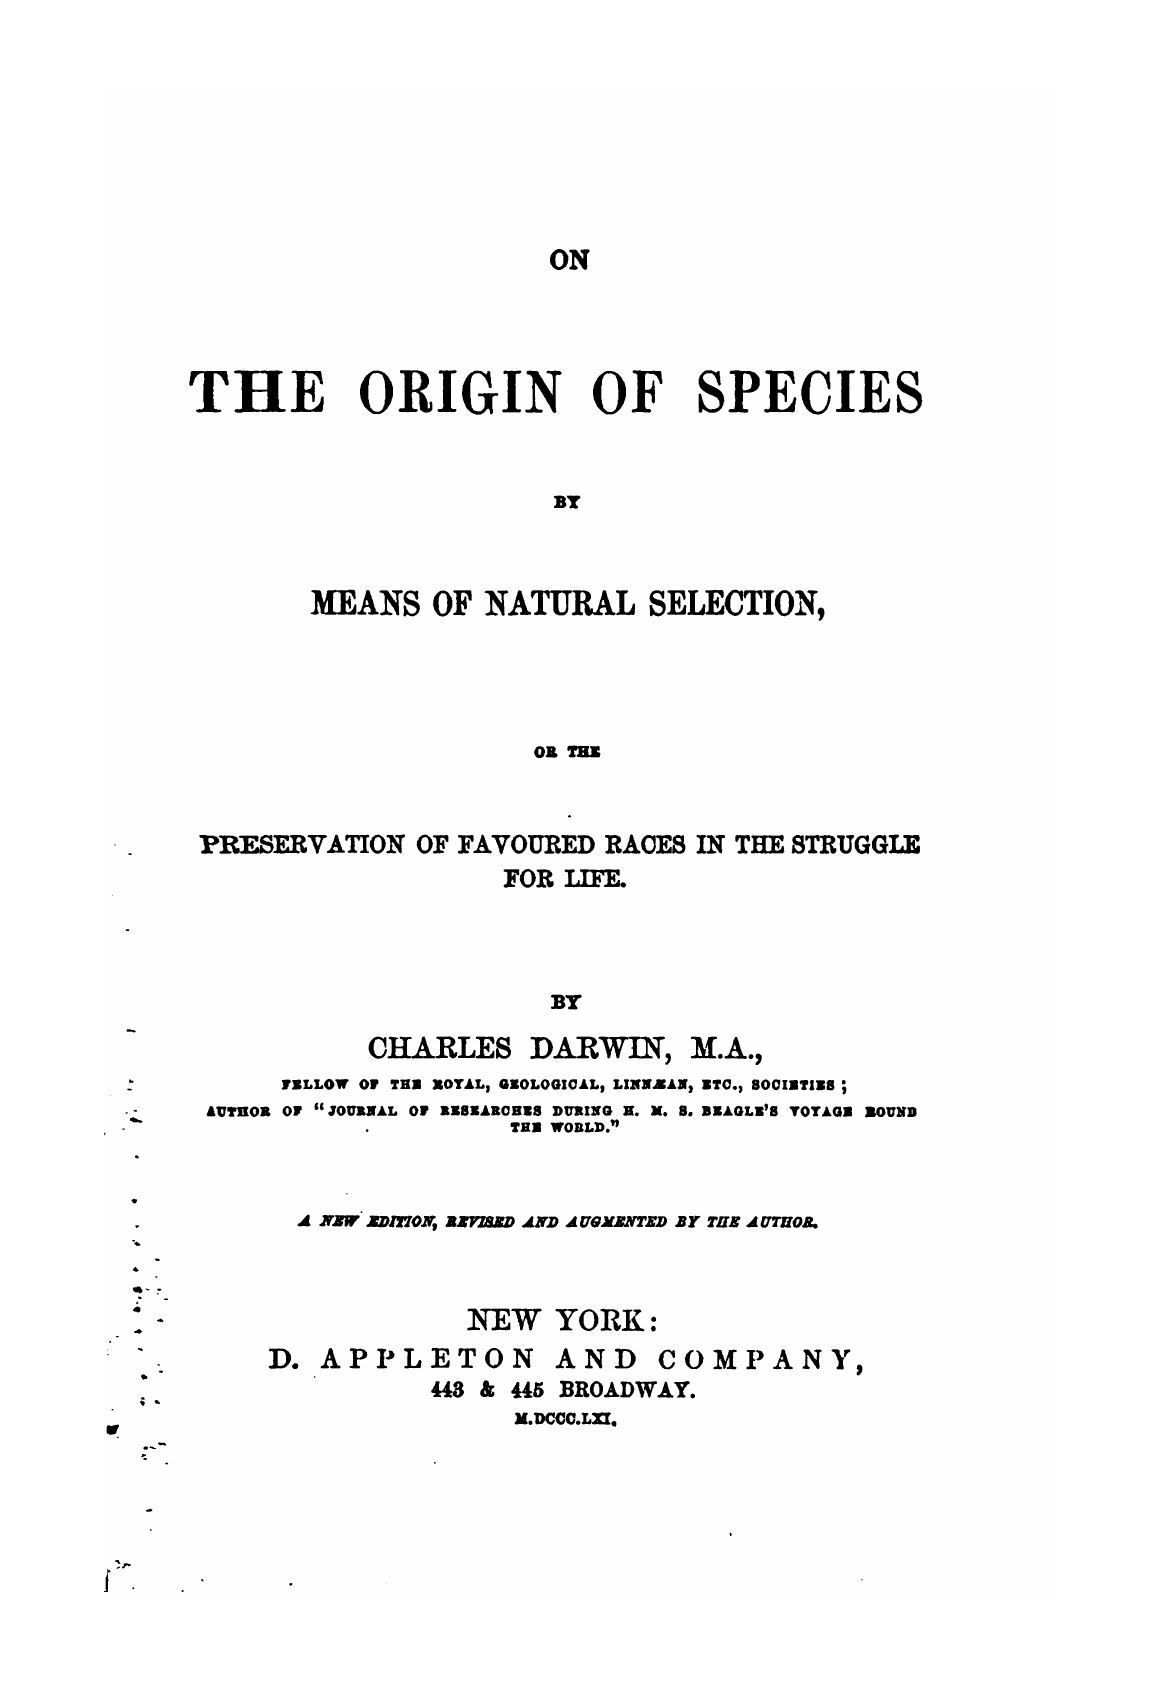 ON
THE ORIGIN OF SPECIES
BY
MEANS OF NATURAL SELECTION,
OR THE
PRESERVATION OF FAVOURED RACES IN THE STRUGGLE
FOR LIFE.
BY
CHARLES DARWIN, M.A.,
FELLOW OF THE ROYAL, GEOLOGICAL, LINNÆAN, ETC., SOCIETIES;
AUTHOR OF "JOURNAL OF RESEARCHES DURING H. M. S. BEAGLE'S VOYAGE ROUND
THE WORLD."
A NEW EDITION, REVISED AND AUGMENTED BY THE AUTHOR.
NEW YORK:
D. APPLETON AND COMPANY,
443 & 445 BROADWAY.
M.DCCC.LXI.